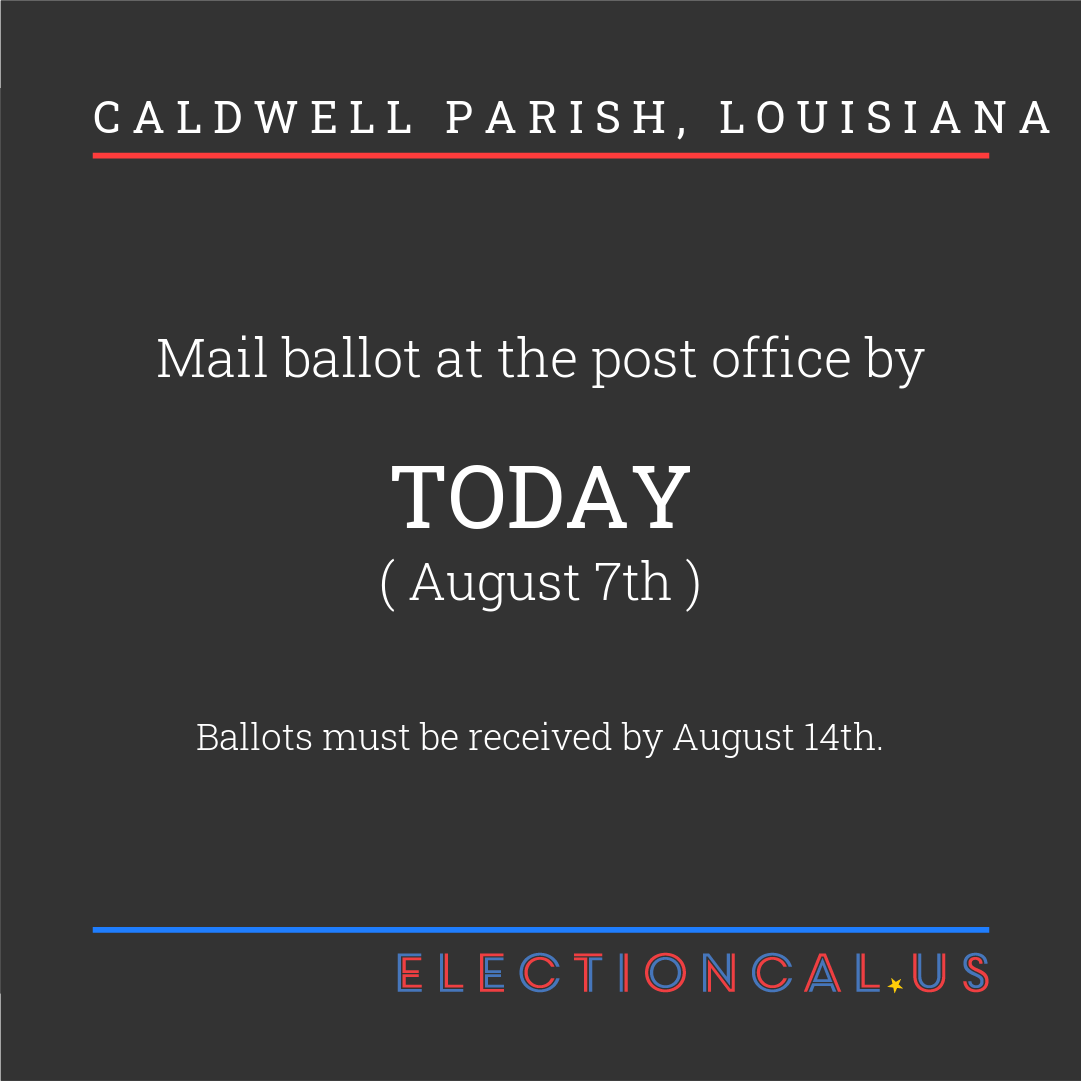 CALDWELL PARISH, LOUISIANA
Mail ballot at the post office by
TODAY
( August 7th )
Ballots must be received by August 14th.
ELECTIONCAL.US